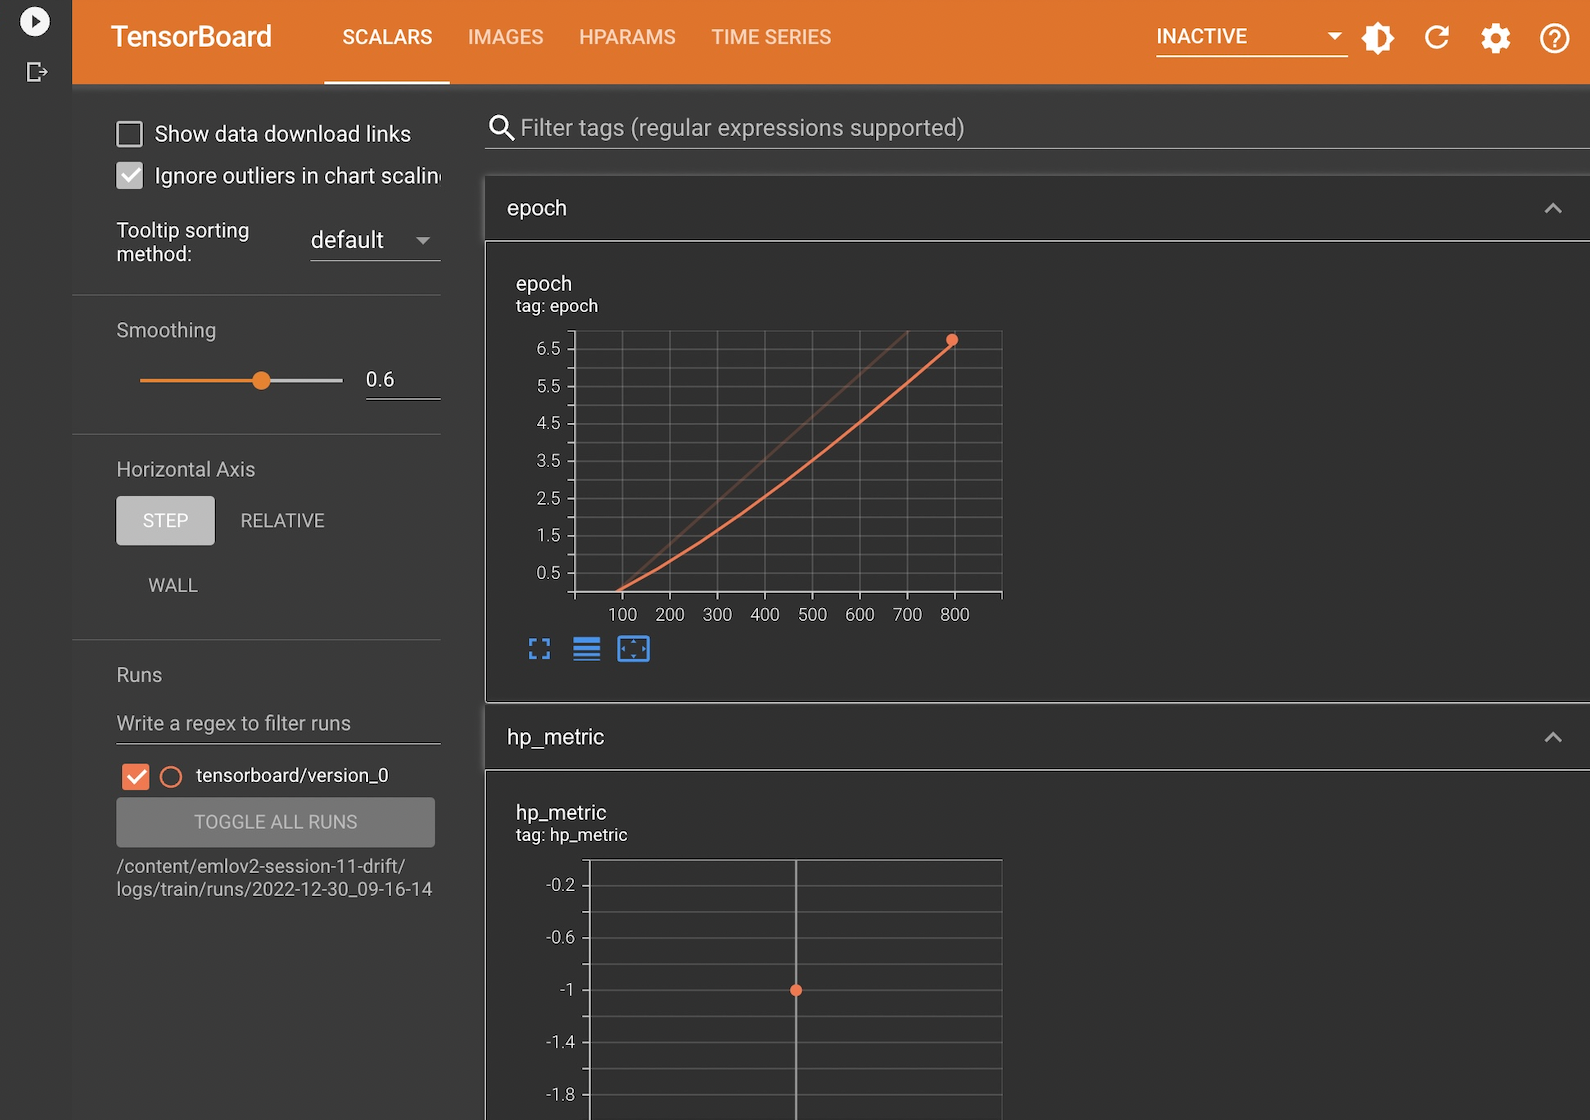 TensorBoard
SCALARS
IMAGES
HPARAMS
TIME SERIES
INACTIVE
Show data download links
Ignore outliers in chart scalin
Tooltip sorting
method:
default
Smoothing
0.6
Horizontal Axis
STEP
RELATIVE
WALL
Runs
Write a regex to filter runs
tensorboard/version_0
TOGGLE ALL RUNS
/content/emlov2-session-11-drift/
logs/train/runs/2022-12-30_09-16-14
Filter tags (regular expressions supported)
epoch
epoch
tag: epoch
6.5
5.5
4.5
3.5
2.5
1.5
0.5
100 200 300 400 500 600 700 800
hp_metric
hp_metric
tag: hp_metric
-0.2
-0.6
-1
-1.4
-1.8